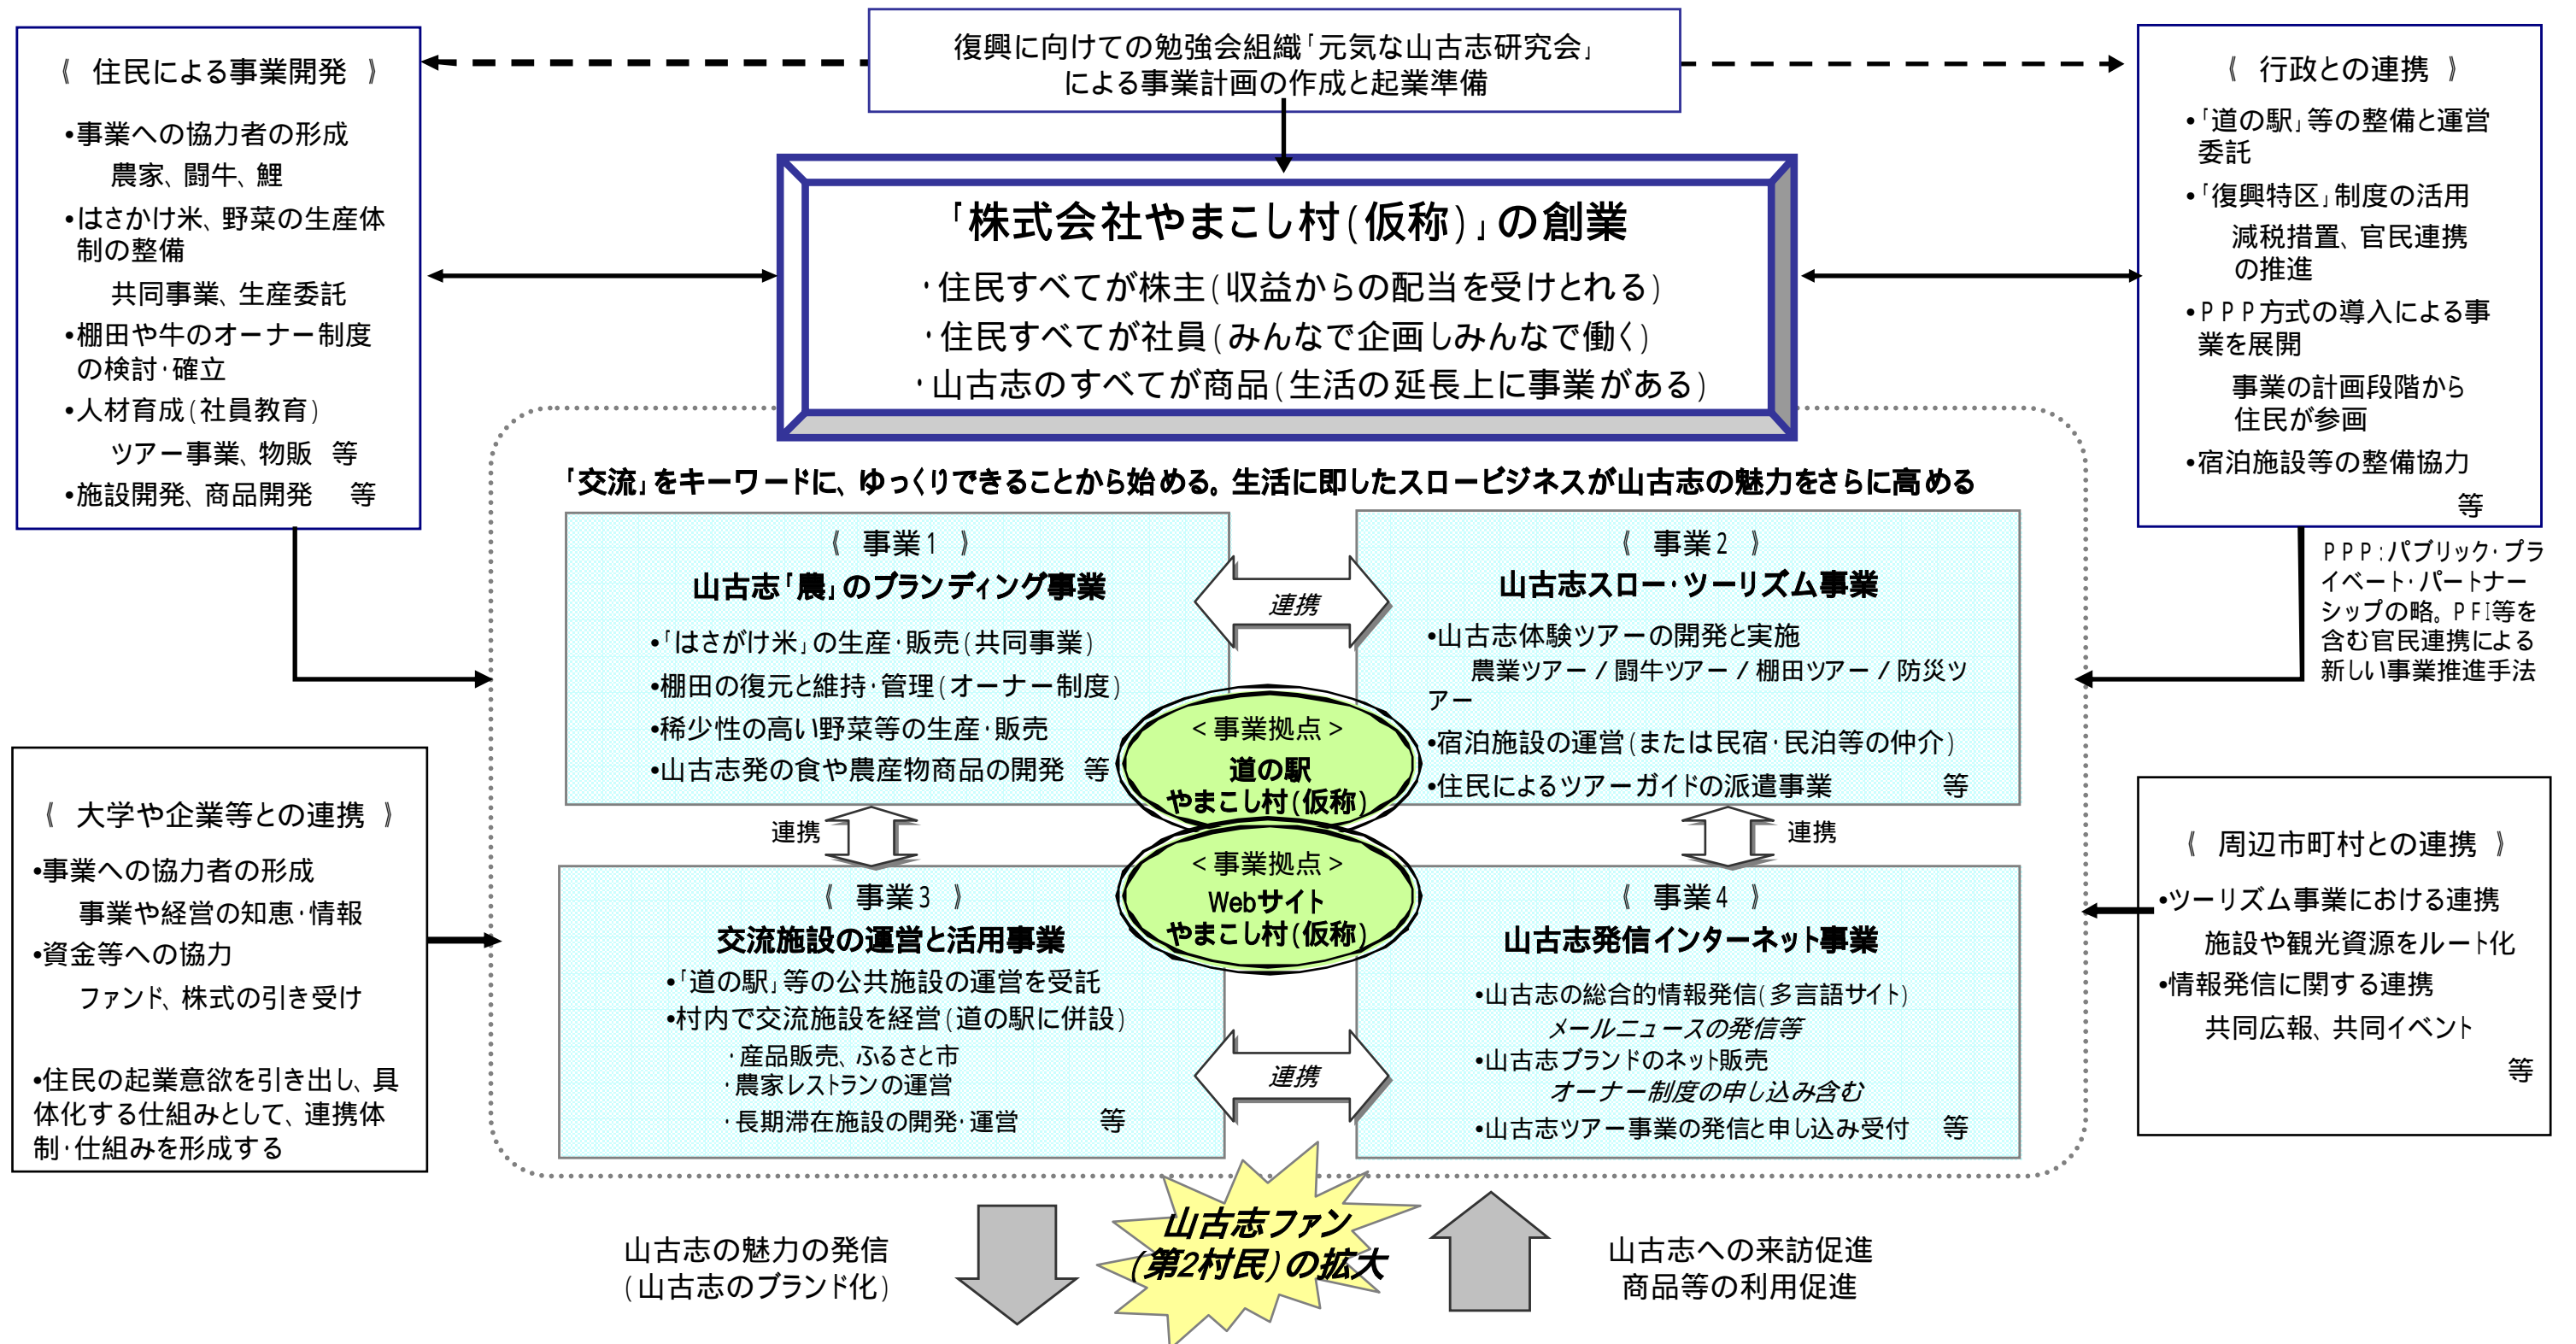 復興に向けての勉強会組織「元気な山古志研究会」
による事業計画の作成と起業準備
《 住民による事業開発 》
•事業への協力者の形成
農家、闘牛、鯉
•はさかけ米、野菜の生産体
制の整備
共同事業、生産委託
•棚田や牛のオーナー制度
の検討・確立
•人材育成(社員教育)
ツアー事業、物販 等
•施設開発、商品開発 等
「株式会社やまこし村(仮称)」の創業
・住民すべてが株主(収益からの配当を受けとれる)
・住民すべてが社員(みんなで企画しみんなで働く)
・山古志のすべてが商品(生活の延長上に事業がある)
《 行政との連携 》
•「道の駅」等の整備と運営
委託
•「復興特区」制度の活用
減税措置、官民連携
の推進
•PPP方式の導入による事
業を展開
事業の計画段階から
住民が参画
•宿泊施設等の整備協力
等
PPP:パブリック・プラ
イベート・パートナー
シップの略。PFI等を
含む官民連携による
新しい事業推進手法
「交流」をキーワードに、ゆっくりできることから始める。生活に即したスロービジネスが山古志の魅力をさらに高める
《 事業1 》
山古志「農」のブランディング事業
•「はさがけ米」の生産・販売(共同事業)
•棚田の復元と維持・管理(オーナー制度)
•稀少性の高い野菜等の生産・販売
•山古志発の食や農産物商品の開発 等
連携
《 事業2 》
山古志スロー・ツーリズム事業
•山古志体験ツアーの開発と実施
農業ツアー/闘牛ツアー/棚田ツアー/防災ツ
アー
•宿泊施設の運営(または民宿・民泊等の仲介)
•住民によるツアーガイドの派遣事業 等
<事業拠点>
道の駅
やまこし村(仮称)
連携
連携
<事業拠点>
Webサイト
やまこし村(仮称)
《 事業3 》
交流施設の運営と活用事業
•「道の駅」等の公共施設の運営を受託
•村内で交流施設を経営(道の駅に併設)
・産品販売、ふるさと市
・農家レストランの運営
・長期滞在施設の開発・運営 等
連携
《 事業4 》
山古志発信インターネット事業
•山古志の総合的情報発信(多言語サイト)
メールニュースの発信等
•山古志ブランドのネット販売
オーナー制度の申し込み含む
•山古志ツアー事業の発信と申し込み受付 等
《 大学や企業等との連携 》
•事業への協力者の形成
事業や経営の知恵・情報
•資金等への協力
ファンド、株式の引き受け
•住民の起業意欲を引き出し、具
体化する仕組みとして、連携体
制・仕組みを形成する
《 周辺市町村との連携 》
•ツーリズム事業における連携
施設や観光資源をルート化
•情報発信に関する連携
共同広報、共同イベント
等
山古志の魅力の発信
(山古志のブランド化)
山古志ファン
(第2村民)の拡大
山古志への来訪促進
商品等の利用促進